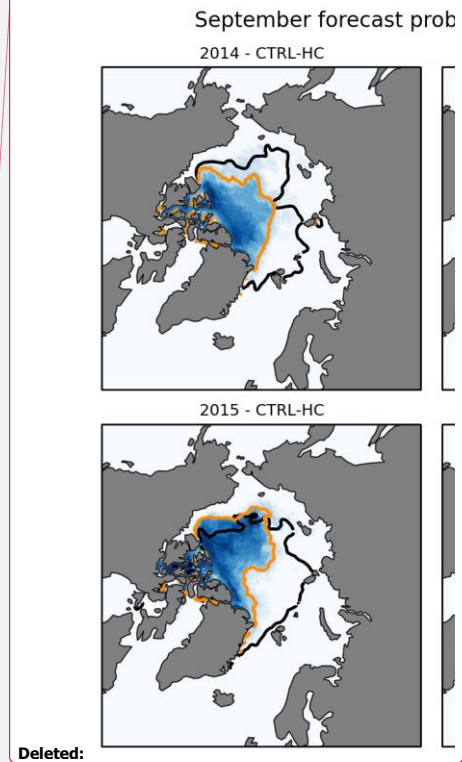 September forecast prob
2014 - CTRL-HC
2015 - CTRL-HC
Deleted: